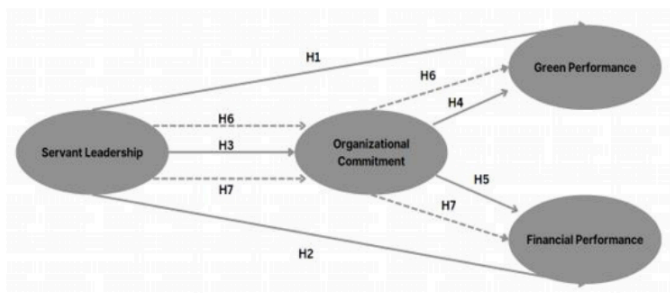 H1
Green Performance
H6
H4
H6
Organizational
Commitment
Servant Leadership
H3
H7
H5
H7
Financial Performance
H2